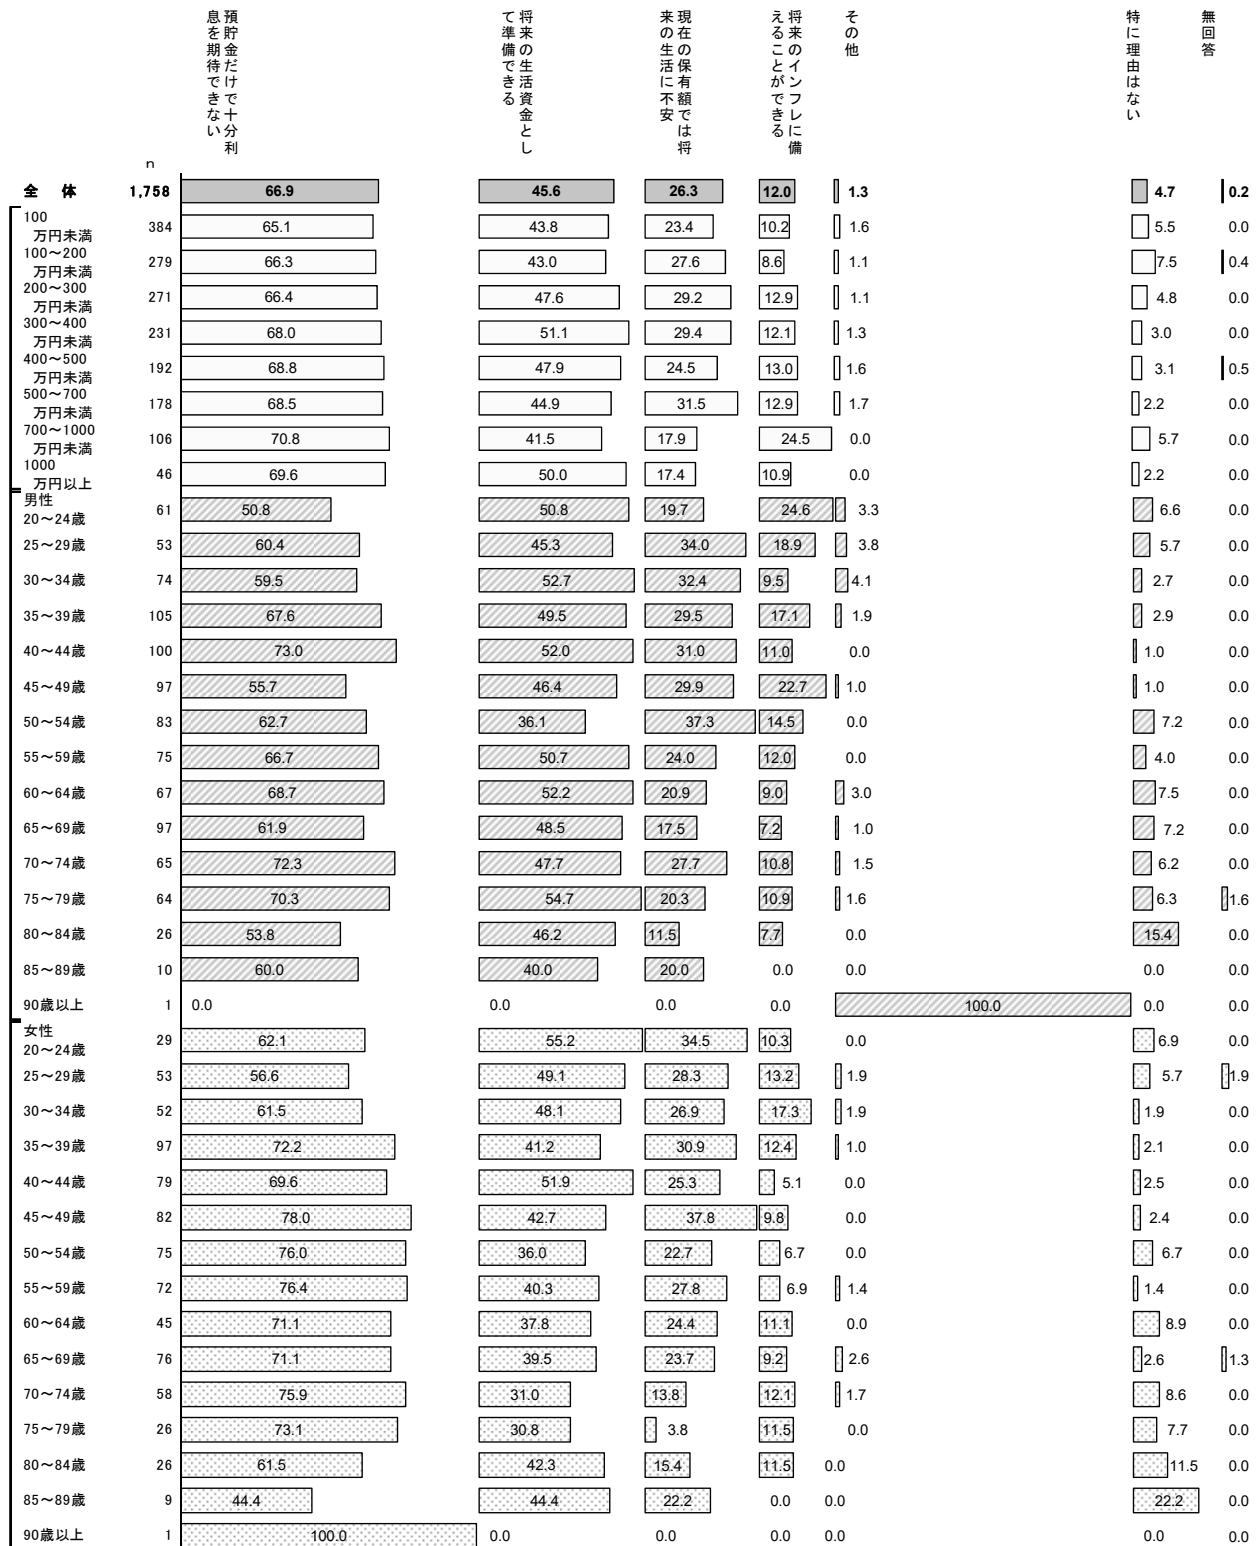 預貯金だけで十分利
息を期待できない
将来の生活資金とし
て準備できる
現在の保有額では将
来の生活に不安
将来のインフレに備
えることができる
その他
特に理由はない
無回答
n
全 体 1,758 66.9 45.6 26.3 12.0 1.3 4.7 0.2
100
万円未満 384 65.1 43.8 23.4 10.2 1.6 5.5 0.0
100～200
万円未満 279 66.3 43.0 27.6 8.6 1.1 7.5 0.4
200～300
万円未満 271 66.4 47.6 29.2 12.9 1.1 4.8 0.0
300～400
万円未満 231 68.0 51.1 29.4 12.1 1.3 3.0 0.0
400～500
万円未満 192 68.8 47.9 24.5 13.0 1.6 3.1 0.5
500～700
万円未満 178 68.5 44.9 31.5 12.9 1.7 2.2 0.0
700～1000
万円未満 106 70.8 41.5 17.9 24.5 0.0 5.7 0.0
1000
万円以上 46 69.6 50.0 17.4 10.9 0.0 2.2 0.0
男性
20～24歳 61 50.8 50.8 19.7 24.6 3.3 6.6 0.0
25～29歳 53 60.4 45.3 34.0 18.9 3.8 5.7 0.0
30～34歳 74 59.5 52.7 32.4 9.5 4.1 2.7 0.0
35～39歳 105 67.6 49.5 29.5 17.1 1.9 2.9 0.0
40～44歳 100 73.0 52.0 31.0 11.0 0.0 1.0 0.0
45～49歳 97 55.7 46.4 29.9 22.7 1.0 1.0 0.0
50～54歳 83 62.7 36.1 37.3 14.5 0.0 7.2 0.0
55～59歳 75 66.7 50.7 24.0 12.0 0.0 4.0 0.0
60～64歳 67 68.7 52.2 20.9 9.0 3.0 7.5 0.0
65～69歳 97 61.9 48.5 17.5 7.2 1.0 7.2 0.0
70～74歳 65 72.3 47.7 27.7 10.8 1.5 6.2 0.0
75～79歳 64 70.3 54.7 20.3 10.9 1.6 6.3 1.6
80～84歳 26 53.8 46.2 11.5 7.7 0.0 15.4 0.0
85～89歳 10 60.0 40.0 20.0 0.0 0.0 0.0 0.0
90歳以上 1 0.0 0.0 0.0 0.0 100.0 0.0 0.0
女性
20～24歳 29 62.1 55.2 34.5 10.3 0.0 6.9 0.0
25～29歳 53 56.6 49.1 28.3 13.2 1.9 5.7 1.9
30～34歳 52 61.5 48.1 26.9 17.3 1.9 1.9 0.0
35～39歳 97 72.2 41.2 30.9 12.4 1.0 2.1 0.0
40～44歳 79 69.6 51.9 25.3 5.1 0.0 2.5 0.0
45～49歳 82 78.0 42.7 37.8 9.8 0.0 2.4 0.0
50～54歳 75 76.0 36.0 22.7 6.7 0.0 6.7 0.0
55～59歳 72 76.4 40.3 27.8 6.9 1.4 1.4 0.0
60～64歳 45 71.1 37.8 24.4 11.1 0.0 8.9 0.0
65～69歳 76 71.1 39.5 23.7 9.2 2.6 2.6 1.3
70～74歳 58 75.9 31.0 13.8 12.1 1.7 8.6 0.0
75～79歳 26 73.1 30.8 3.8 11.5 0.0 7.7 0.0
80～84歳 26 61.5 42.3 15.4 11.5 0.0 11.5 0.0
85～89歳 9 44.4 44.4 22.2 0.0 0.0 22.2 0.0
90歳以上 1 100.0 0.0 0.0 0.0 0.0 0.0 0.0